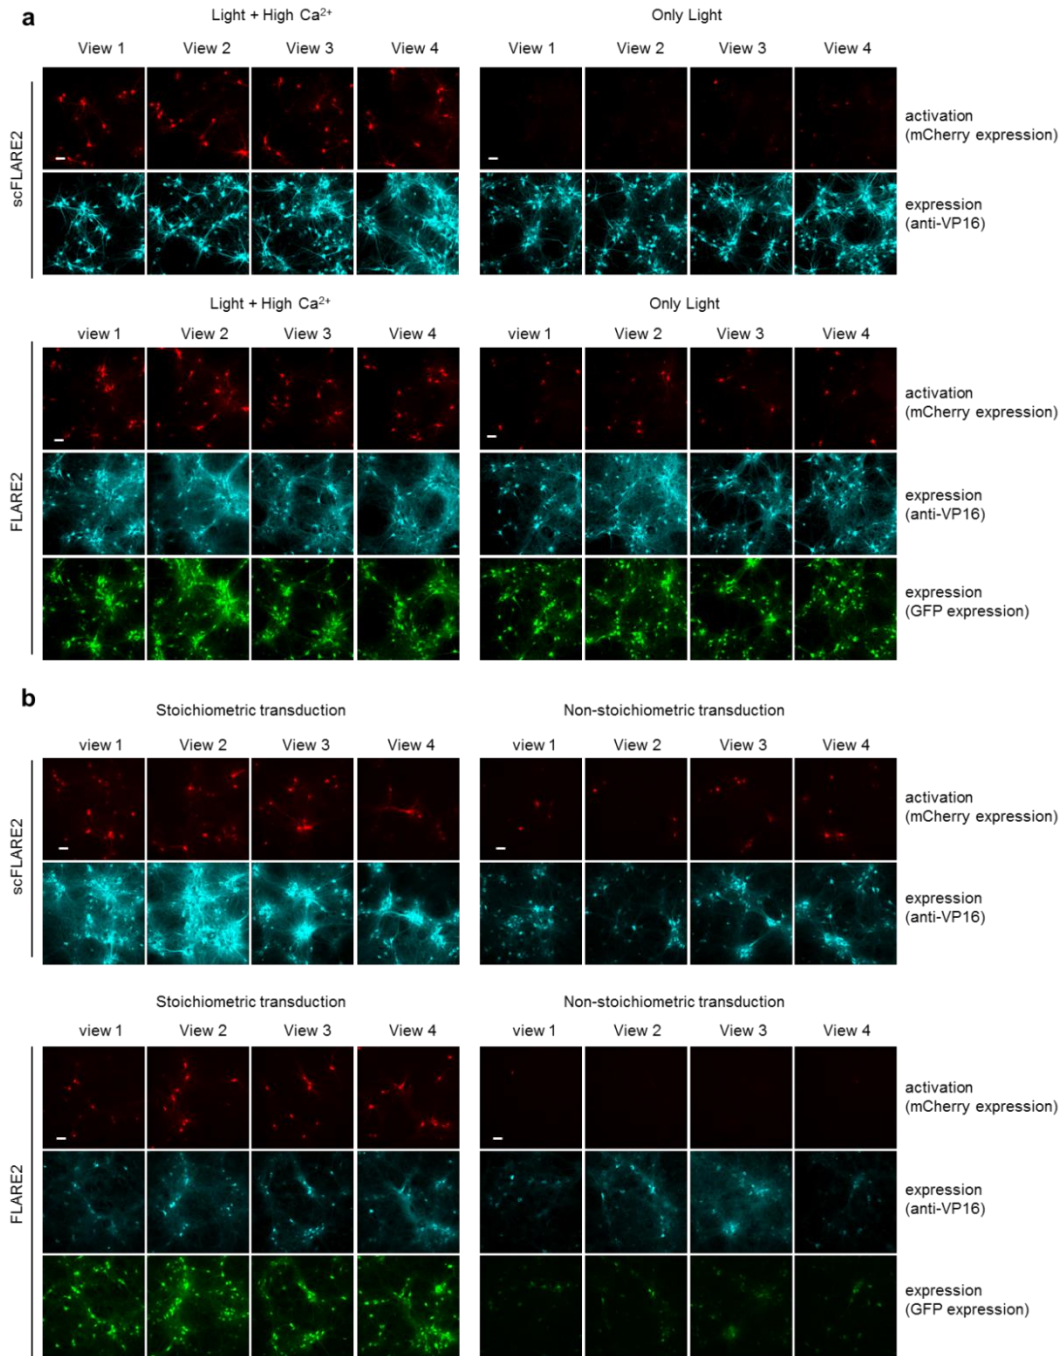 a
Light + High Ca²⁺
Only Light
View 1 View 2 View 3 View 4 View 1 View 2 View 3 View 4
scFLARE2
activation
(mCherry expression)
expression
(anti-VP16)
Light + High Ca²⁺
Only Light
view 1 View 2 View 3 View 4 view 1 View 2 View 3 View 4
FLARE2
activation
(mCherry expression)
expression
(anti-VP16)
expression
(GFP expression)
b
Stoichiometric transduction
Non-stoichiometric transduction
view 1 View 2 View 3 View 4 view 1 View 2 View 3 View 4
scFLARE2
activation
(mCherry expression)
expression
(anti-VP16)
Stoichiometric transduction
Non-stoichiometric transduction
view 1 View 2 View 3 View 4 view 1 View 2 View 3 View 4
FLARE2
activation
(mCherry expression)
expression
(anti-VP16)
expression
(GFP expression)